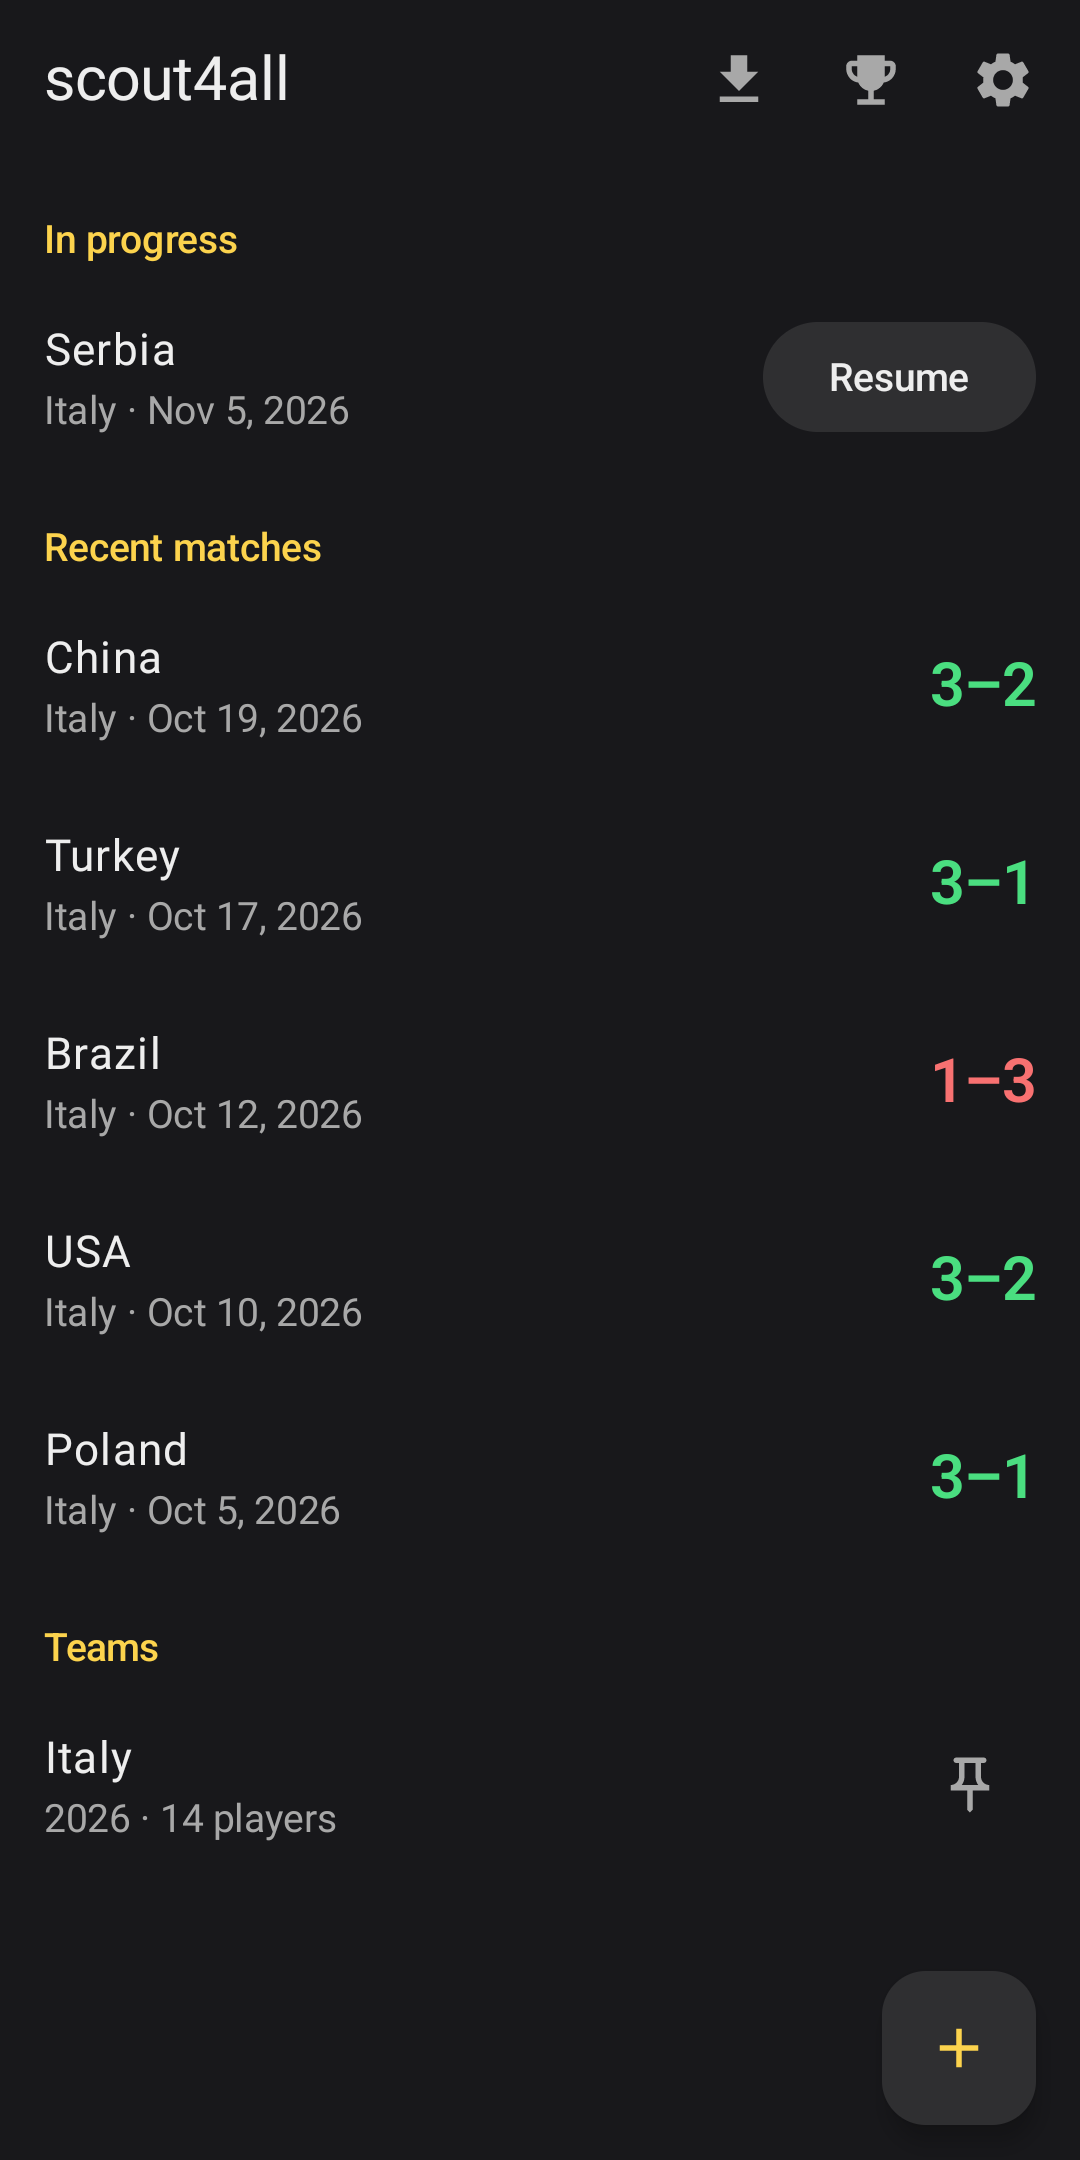 scout4all
In progress
Serbia
Italy · Nov 5, 2026
Resume
Recent matches
China
Italy · Oct 19, 2026
3–2
Turkey
Italy · Oct 17, 2026
3–1
Brazil
Italy · Oct 12, 2026
1–3
USA
Italy · Oct 10, 2026
3–2
Poland
Italy · Oct 5, 2026
3–1
Teams
Italy
2026 · 14 players